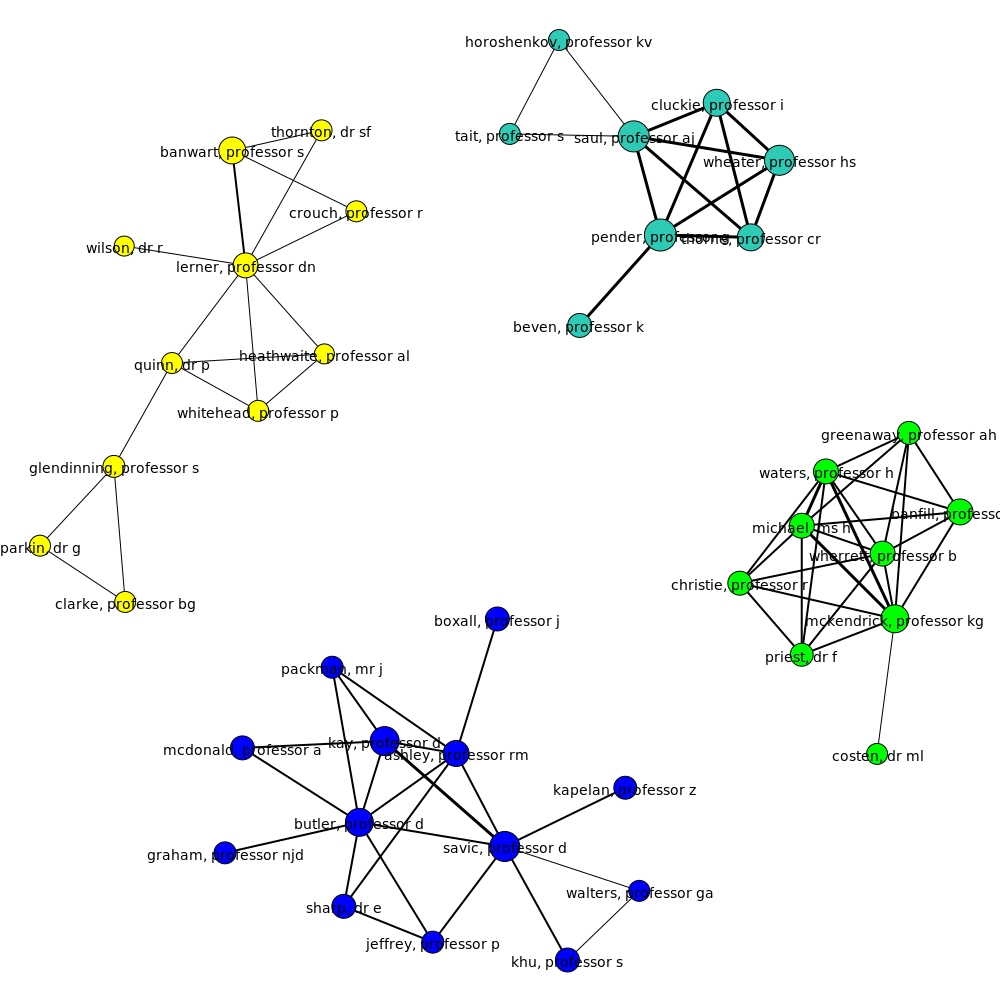 horoshenkov, professor kv
cluckie, professor i
thornton, dr sf
tait, professor s
saul, professor aj
banwart, professor s
wheater, professor hs
crouch, professor r
pender, professor g
thorne, professor cr
wilson, dr r
lerner, professor dn
beven, professor k
heathwaite, professor al
quinn, dr p
whitehead, professor p
greenaway, professor ah
glendinning, professor s
waters, professor h
banfill, professo
michael, ms h
parkin, dr g
wherrett, professor b
christie, professor r
clarke, professor bg
boxall, professor j
mckendrick, professor kg
priest, dr f
packman, mr j
mcdonald, professor a
kay, professor d
ashley, professor rm
costen, dr ml
kapelan, professor z
butler, professor d
graham, professor njd
savic, professor d
walters, professor ga
sharp, dr e
jeffrey, professor p
khu, professor s